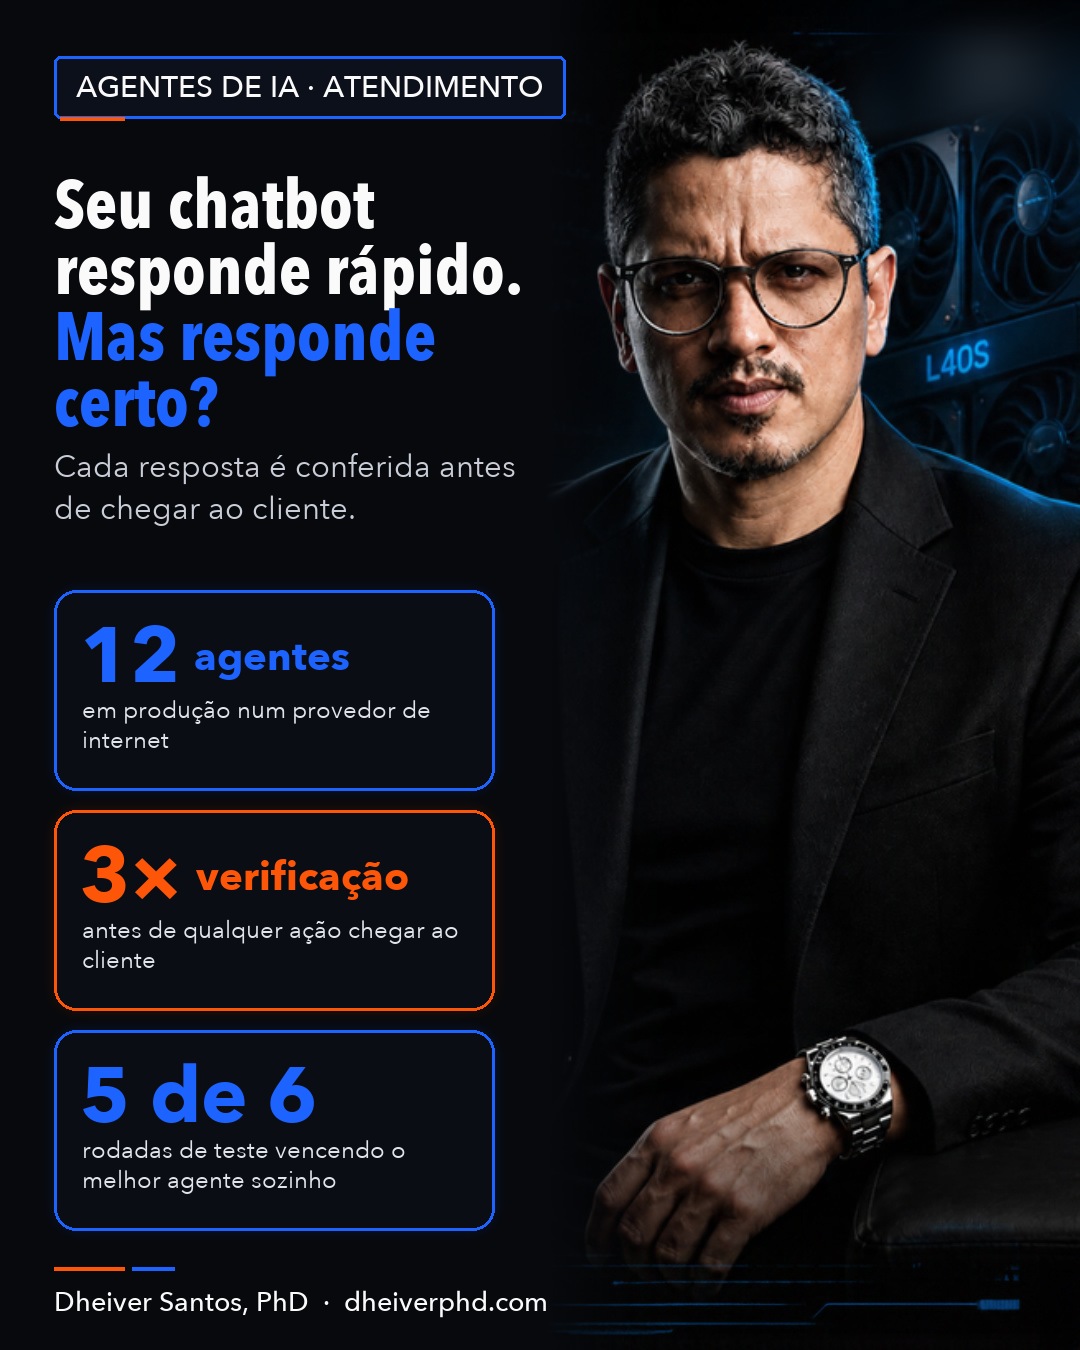 AGENTES DE IA · ATENDIMENTO
Seu chatbot
responde rápido.
Mas responde
certo?
Cada resposta é conferida antes
de chegar ao cliente.
12 agentes
em produção num provedor de
internet
3× verificação
antes de qualquer ação chegar ao
cliente
5 de 6
rodadas de teste vencendo o
melhor agente sozinho
L40S
Dheiver Santos, PhD · dheiverphd.com